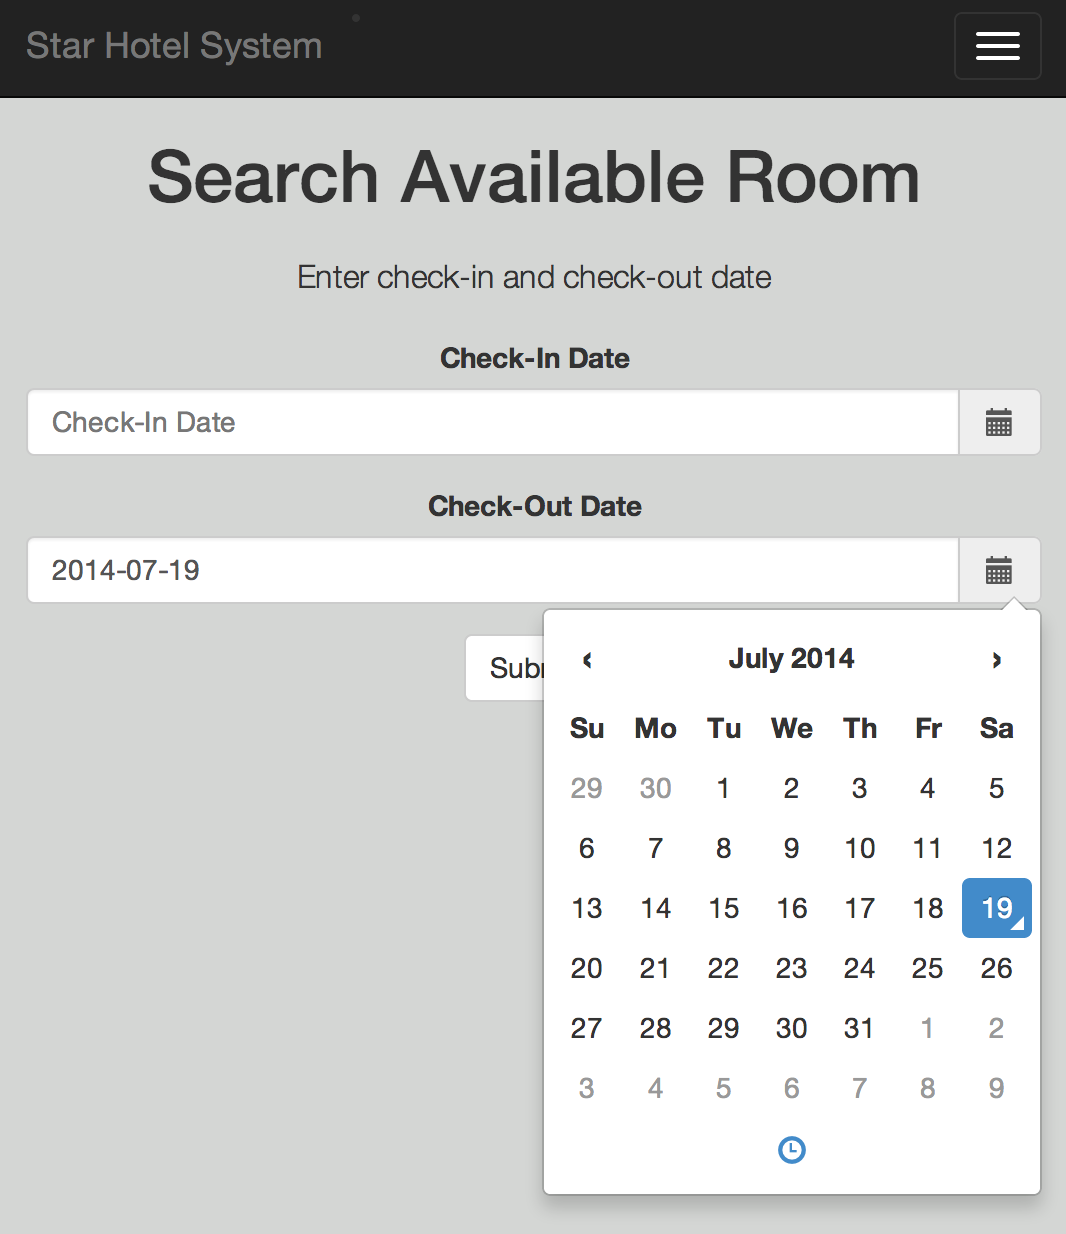 Star Hotel System
Search Available Room
Enter check-in and check-out date
Check-In Date
Check-In Date
Check-Out Date
2014-07-19
Sub
‹ July 2014 ›
Su Mo Tu We Th Fr Sa
29 30 1 2 3 4 5
6 7 8 9 10 11 12
13 14 15 16 17 18 19
20 21 22 23 24 25 26
27 28 29 30 31 1 2
3 4 5 6 7 8 9